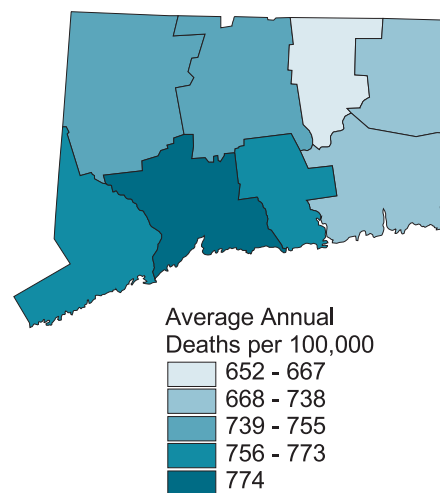 Average Annual
Deaths per 100,000
652 - 667
668 - 738
739 - 755
756 - 773
774